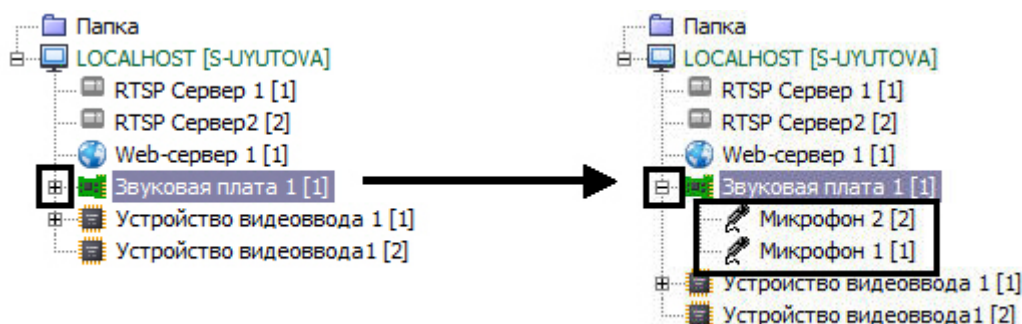 Папка
LOCALHOST [S-UYUTOVA]
RTSP Сервер 1 [1]
RTSP Сервер2 [2]
Web-сервер 1 [1]
Звуковая плата 1 [1]
Устройство видеоввода 1 [1]
Устройство видеоввода1 [2]
Папка
LOCALHOST [S-UYUTOVA]
RTSP Сервер 1 [1]
RTSP Сервер2 [2]
Web-сервер 1 [1]
Звуковая плата 1 [1]
Микрофон 2 [2]
Микрофон 1 [1]
Устройство видеоввода 1 [1]
Устройство видеоввода1 [2]